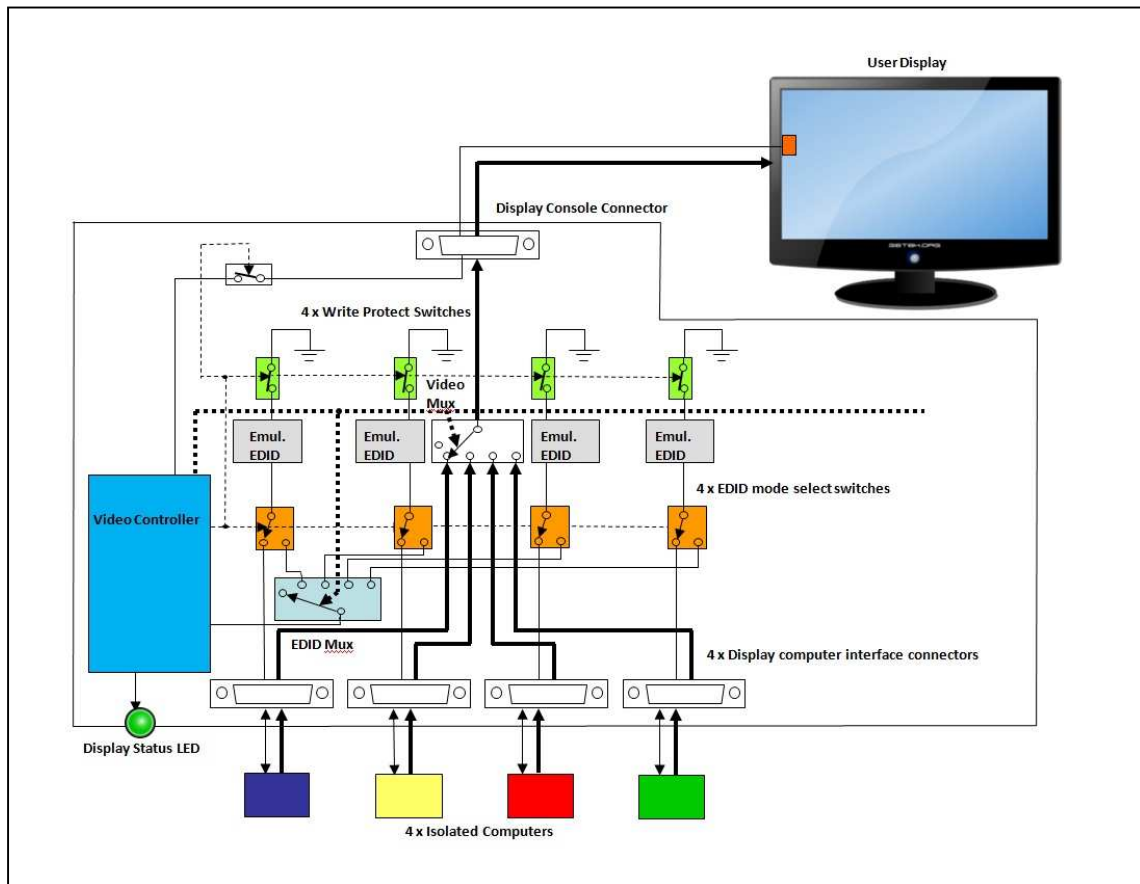 User Display
Display Console Connector
GETEK.ORG
4 x Write Protect Switches
Video
Mux
Emul.
EDID
Emul.
EDID
Emul.
EDID
Emul.
EDID
4 x EDID mode select switches
Video Controller
EDID Mux
4 x Display computer interface connectors
Display Status LED
4 x Isolated Computers